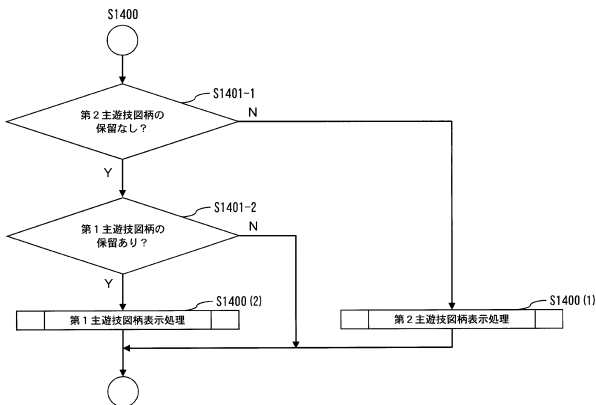 S1400
S1401-1
第2主遊技図柄の
保留なし？
N
Y
S1401-2
第1主遊技図柄の
保留あり？
N
Y
S1400(2)
第1主遊技図柄表示処理
S1400(1)
第2主遊技図柄表示処理